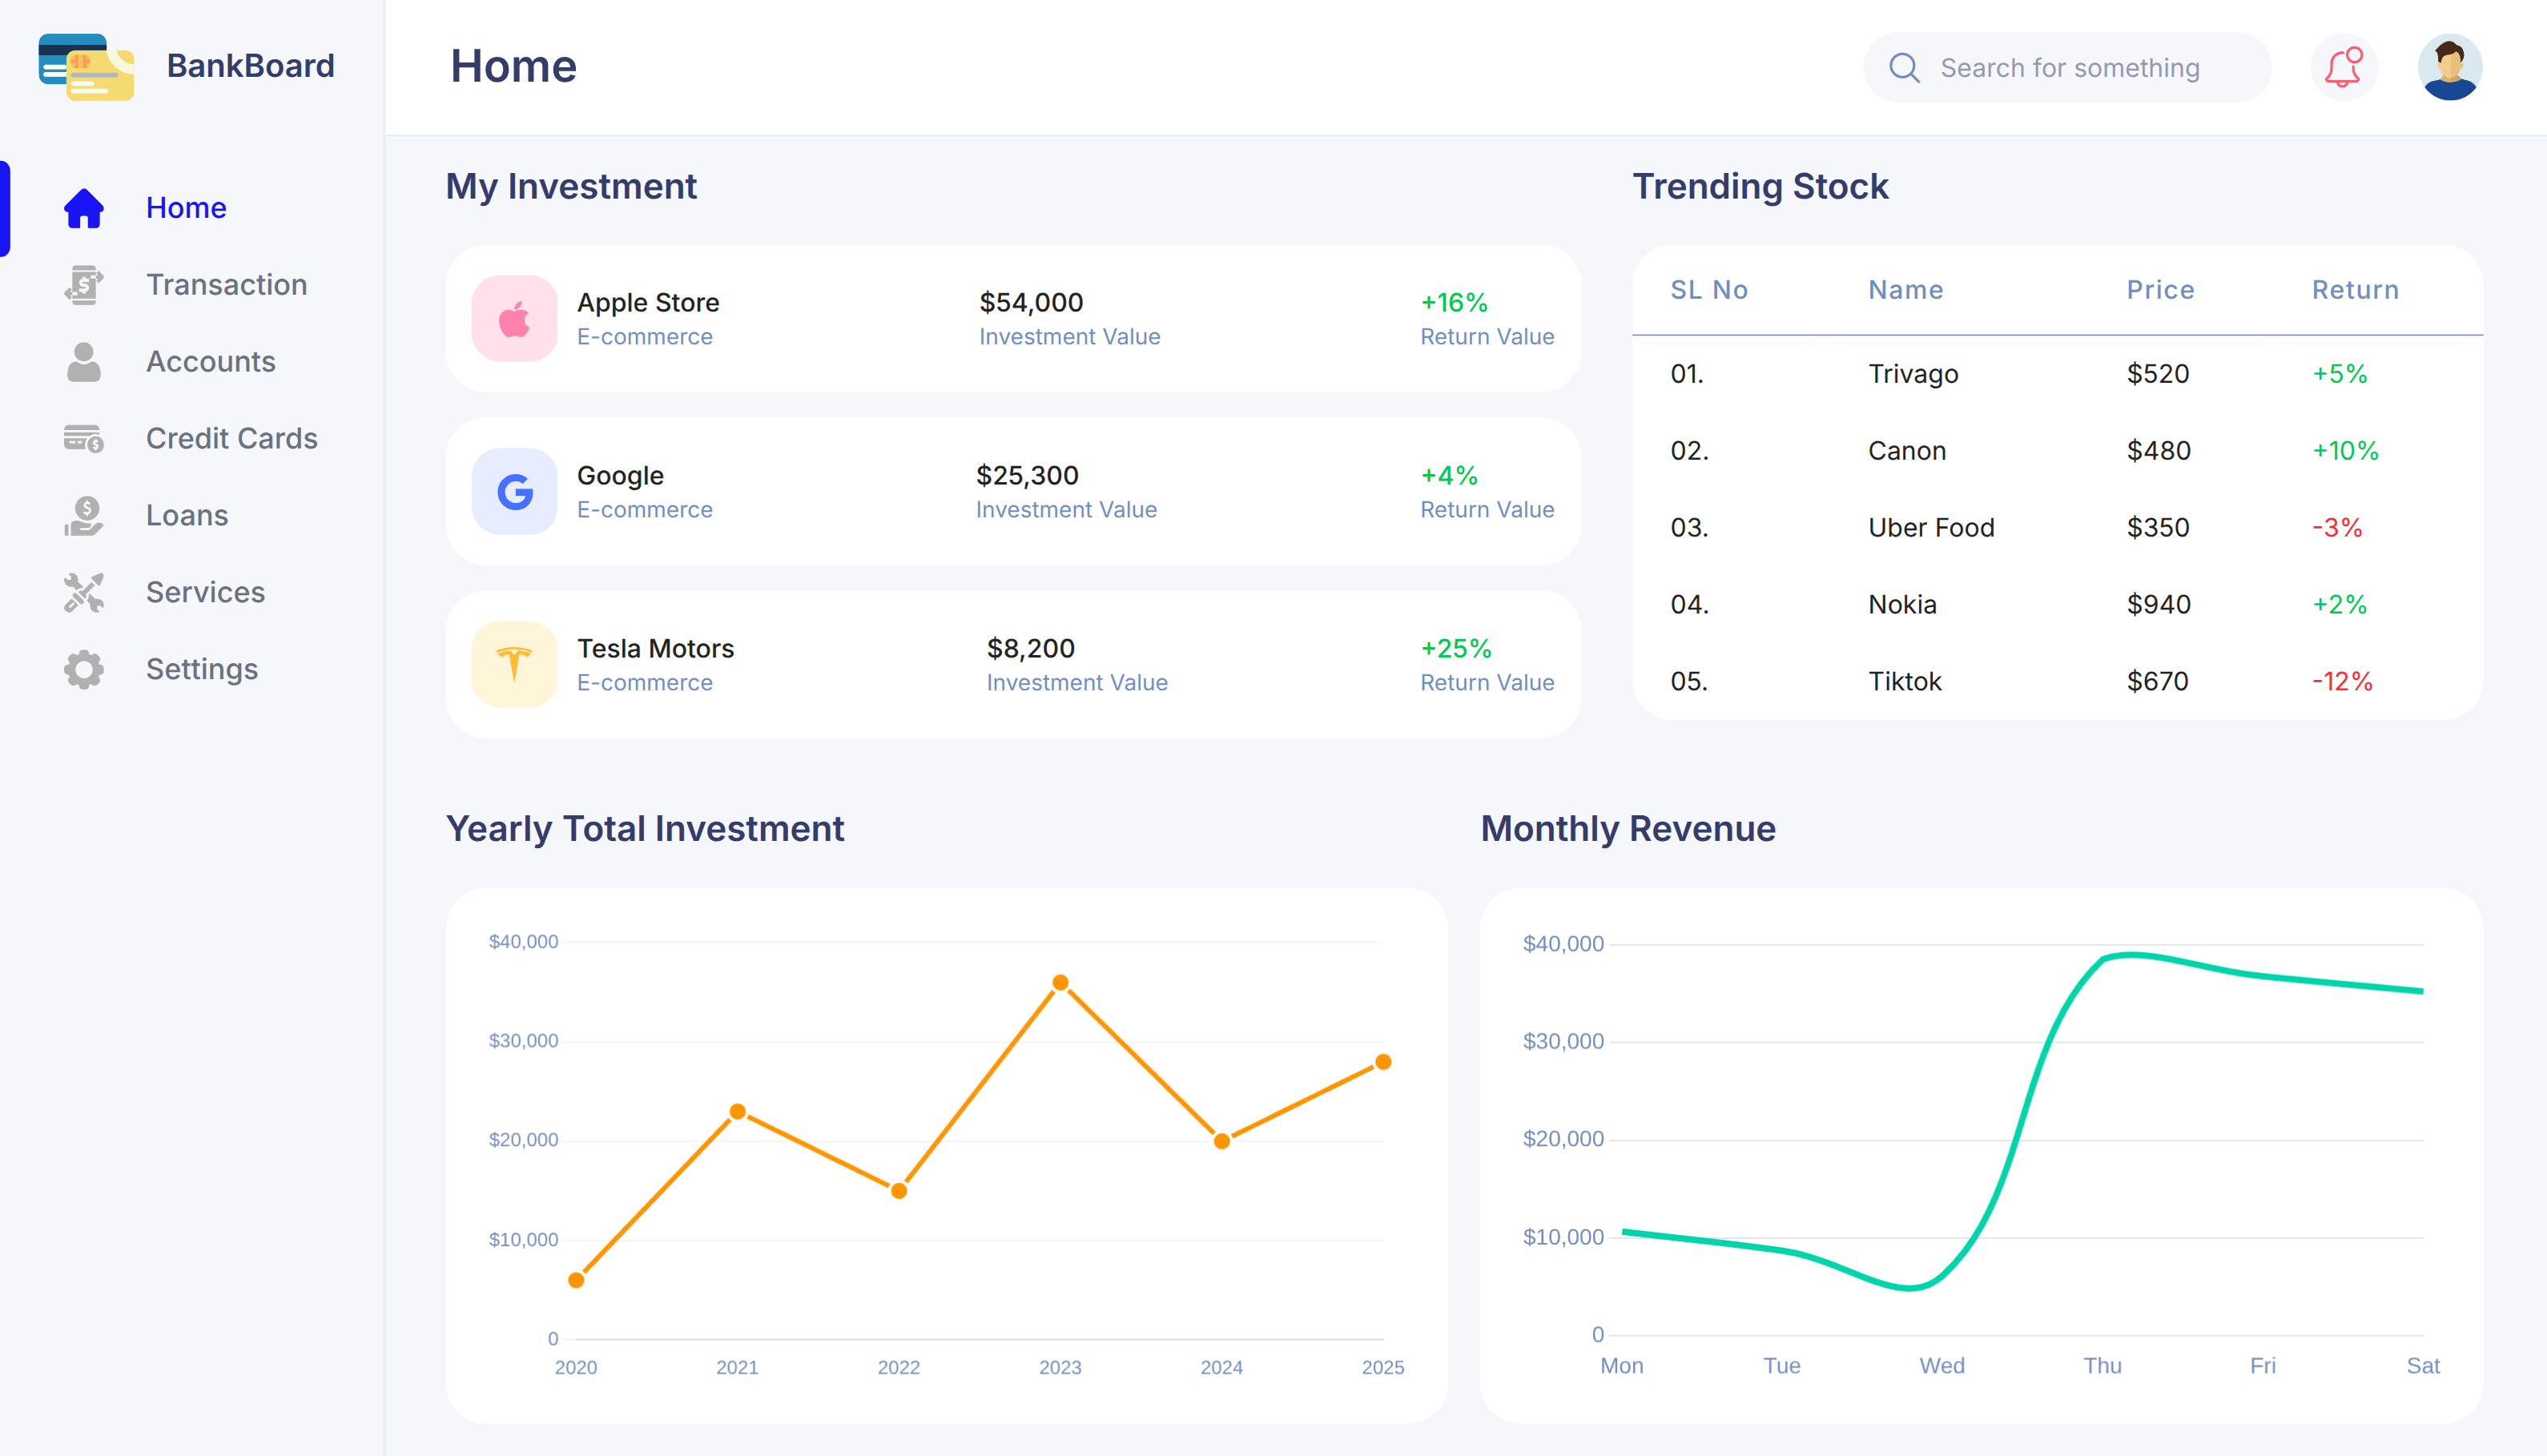 BankBoard
Home
Search for something
Home
Transaction
Accounts
Credit Cards
Loans
Services
Settings
My Investment
Apple Store
E-commerce
$54,000
Investment Value
+16%
Return Value
Google
E-commerce
$25,300
Investment Value
+4%
Return Value
Tesla Motors
E-commerce
$8,200
Investment Value
+25%
Return Value
Trending Stock
SL No Name Price Return
01. Trivago $520 +5%
02. Canon $480 +10%
03. Uber Food $350 -3%
04. Nokia $940 +2%
05. Tiktok $670 -12%
Yearly Total Investment
$40,000
$30,000
$20,000
$10,000
0
2020 2021 2022 2023 2024 2025
Monthly Revenue
$40,000
$30,000
$20,000
$10,000
0
Mon Tue Wed Thu Fri Sat